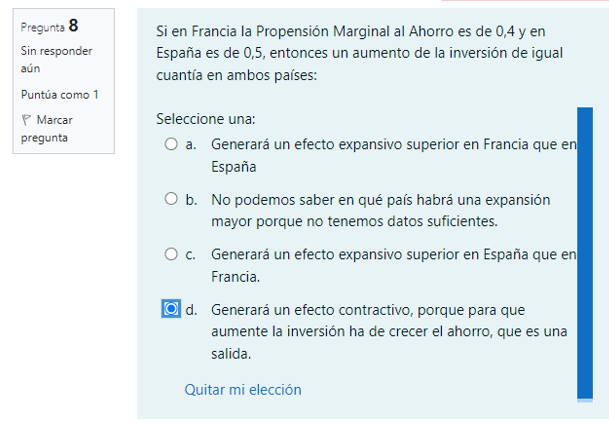 Pregunta 8
Sin responder
aún
Puntúa como 1
Marcar
pregunta
Si en Francia la Propensión Marginal al Ahorro es de 0,4 y en
España es de 0,5, entonces un aumento de la inversión de igual
cuantía en ambos países:
Seleccione una:
a. Generará un efecto expansivo superior en Francia que en
España
b. No podemos saber en qué país habrá una expansión
mayor porque no tenemos datos suficientes.
c. Generará un efecto expansivo superior en España que en
Francia.
d. Generará un efecto contractivo, porque para que
aumente la inversión ha de crecer el ahorro, que es una
salida.
Quitar mi elección